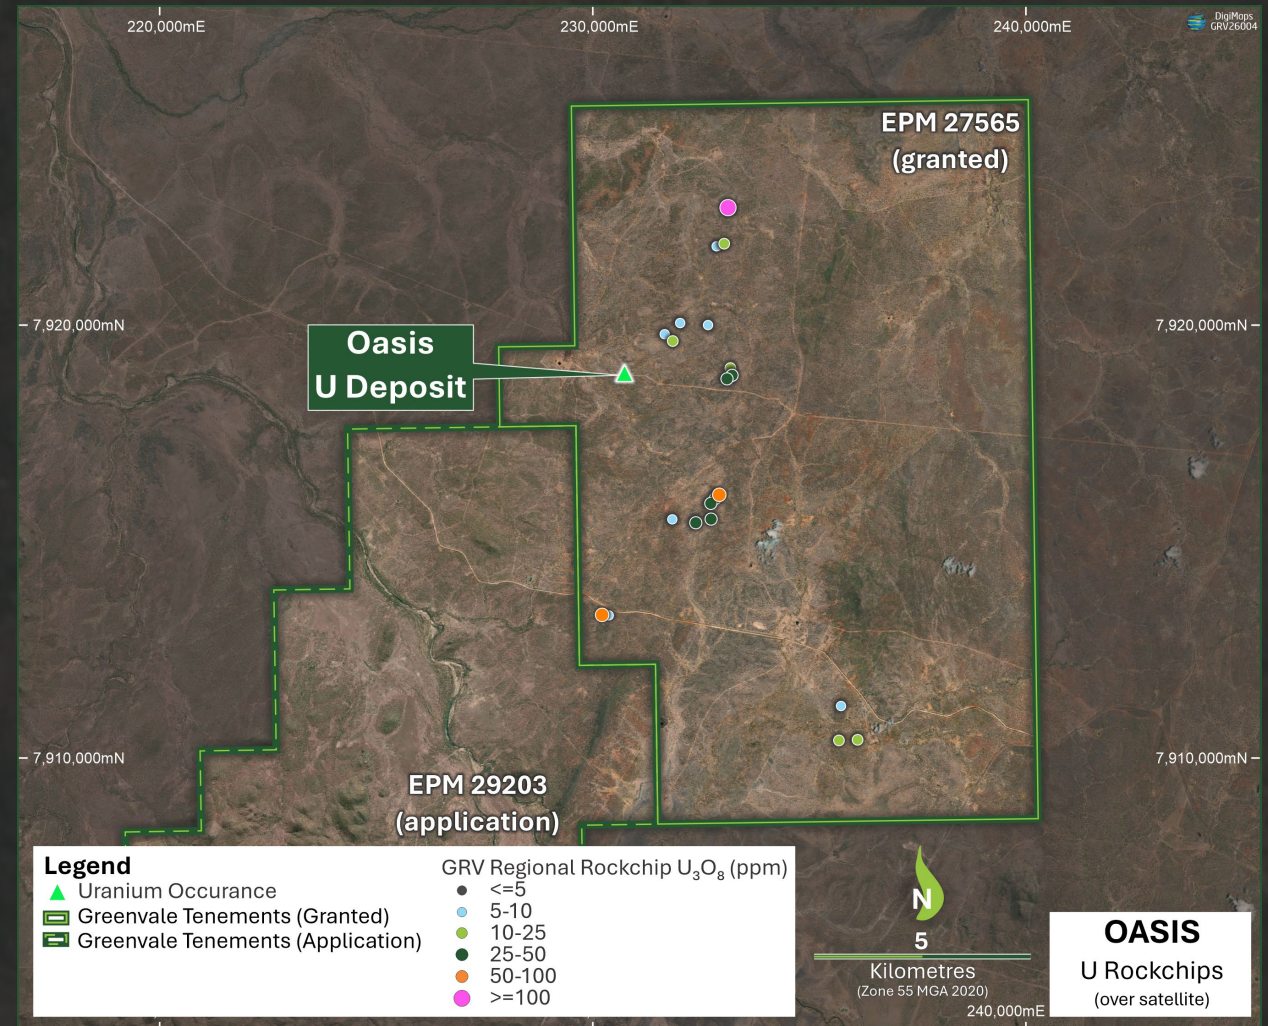 220,000mE
230,000mE
240,000mE
DigiMaps
GRV26004
EPM 27565
(granted)
7,920,000mN
7,920,000mN
Oasis
U Deposit
7,910,000mN
7,910,000mN
EPM 29203
(application)
Legend
Uranium Occurance
Greenvale Tenements (Granted)
Greenvale Tenements (Application)
GRV Regional Rockchip U₃O₈ (ppm)
<=5
5-10
10-25
25-50
50-100
>=100
N
5
Kilometres
(Zone 55 MGA 2020)
240,000mE
OASIS
U Rockchips
(over satellite)